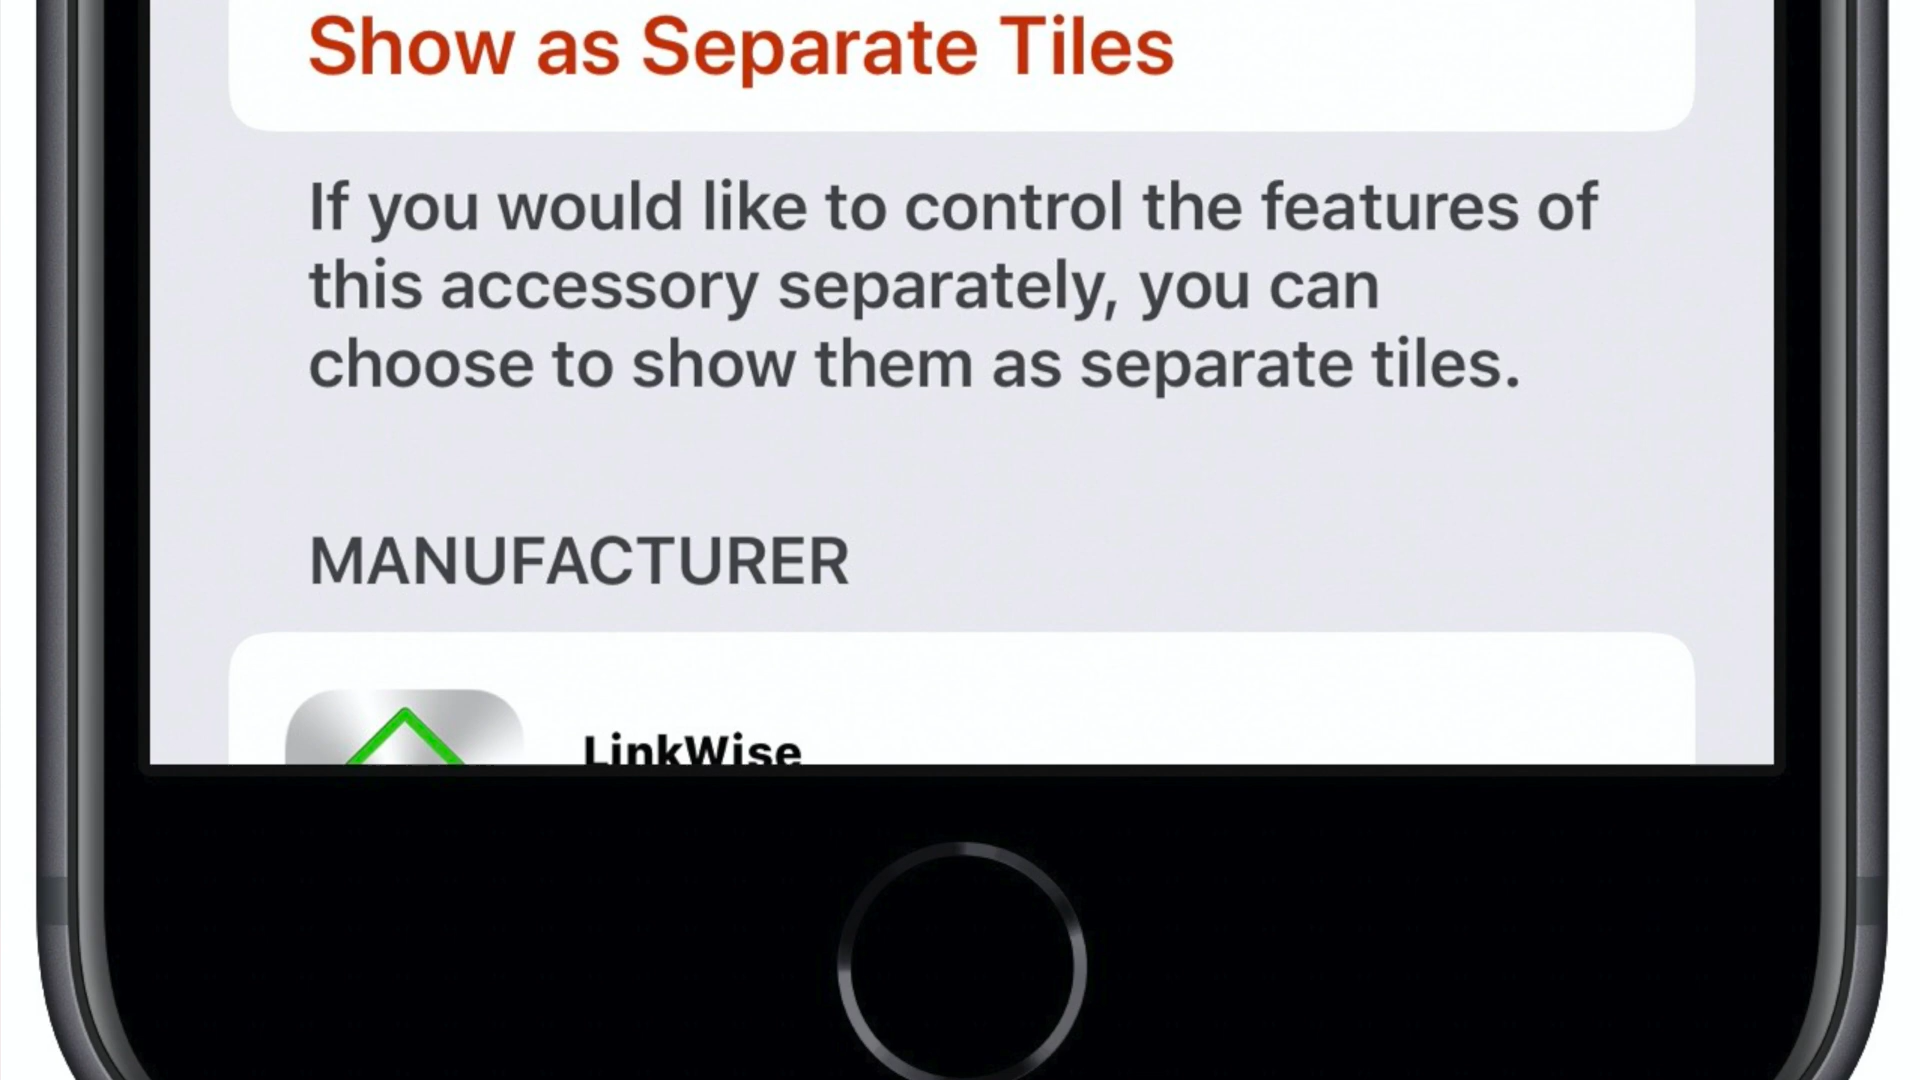 Show as Separate Tiles
If you would like to control the features of
this accessory separately, you can
choose to show them as separate tiles.
MANUFACTURER
LinkWise